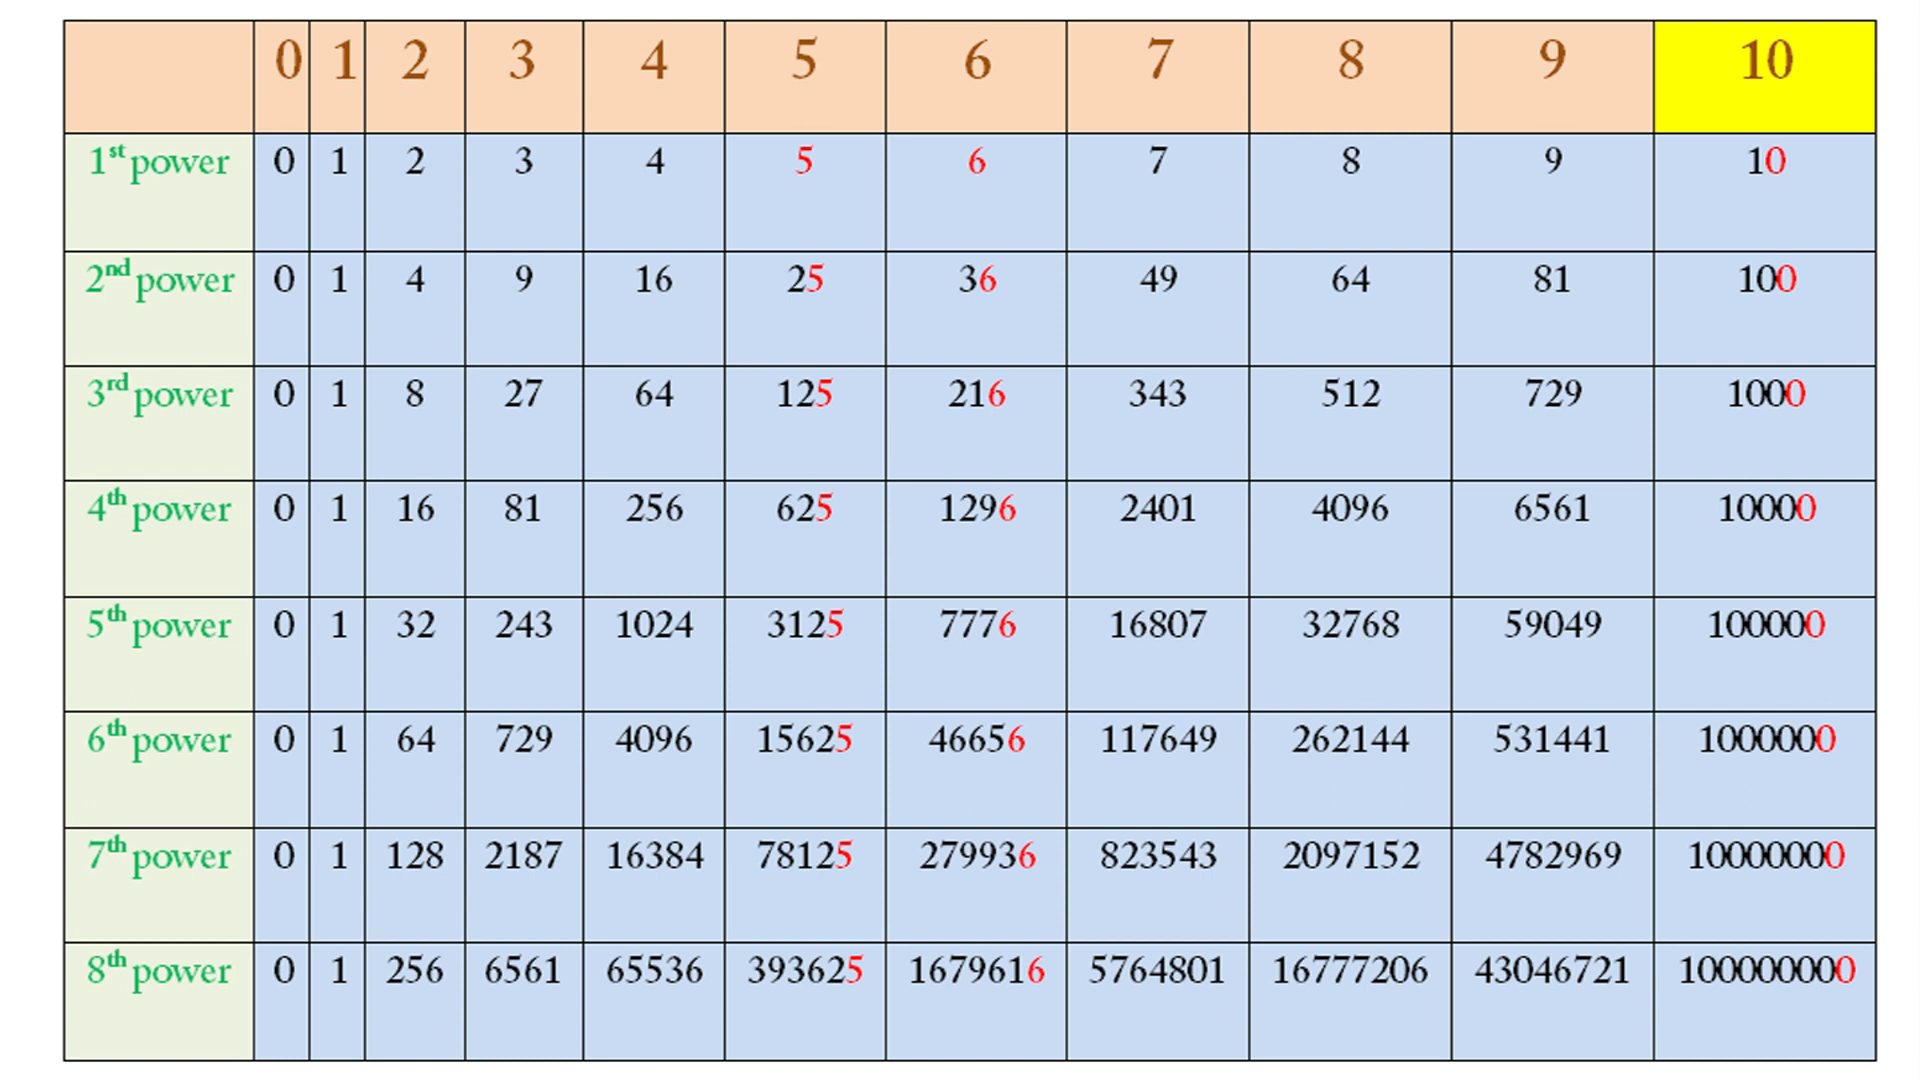 0 1 2 3 4 5 6 7 8 9 10
1st power 0 1 2 3 4 5 6 7 8 9 10
2nd power 0 1 4 9 16 25 36 49 64 81 100
3rd power 0 1 8 27 64 125 216 343 512 729 1000
4th power 0 1 16 81 256 625 1296 2401 4096 6561 10000
5th power 0 1 32 243 1024 3125 7776 16807 32768 59049 100000
6th power 0 1 64 729 4096 15625 46656 117649 262144 531441 1000000
7th power 0 1 128 2187 16384 78125 279936 823543 2097152 4782969 10000000
8th power 0 1 256 6561 65536 393625 1679616 5764801 16777206 43046721 100000000